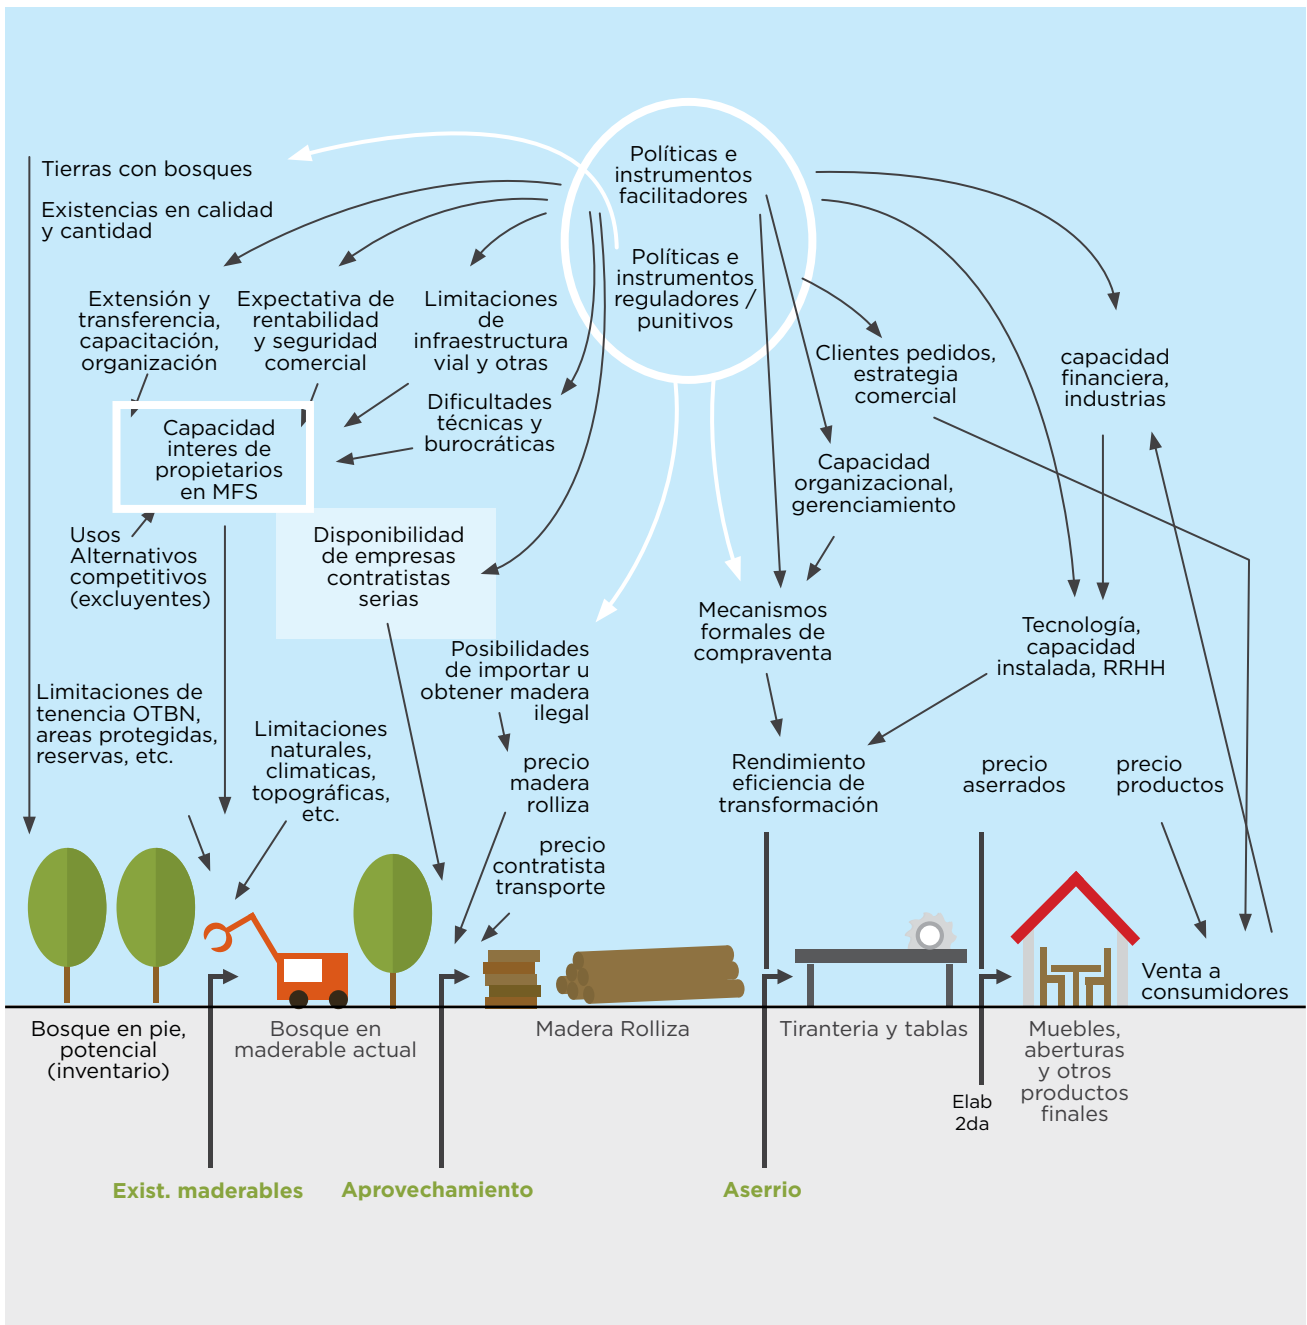 Políticas e
instrumentos
facilitadores
Políticas e
instrumentos
reguladores /
punitivos
Tierras con bosques
Existencias en calidad
y cantidad
Extensión y
transferencia,
capacitación,
organización
Expectativa de
rentabilidad
y seguridad
comercial
Limitaciones
de
infraestructura
vial y otras
Dificultades
técnicas y
burocráticas
Clientes pedidos,
estrategia
comercial
capacidad
financiera,
industrias
Capacidad
interes de
propietarios
en MFS
Capacidad
organizacional,
gerenciamiento
Usos
Alternativos
competitivos
(excluyentes)
Disponibilidad
de empresas
contratistas
serias
Mecanismos
formales de
compraventa
Tecnología,
capacidad
instalada, RRHH
Posibilidades
de importar u
obtener madera
ilegal
Limitaciones de
tenencia OTBN,
areas protegidas,
reservas, etc.
Limitaciones
naturales,
climaticas,
topográficas,
etc.
precio
madera
rolliza
Rendimiento
eficiencia de
transformación
precio
aserrados
precio
productos
precio
contratista
transporte
Venta a
consumidores
Bosque en pie,
potencial
(inventario)
Bosque en
maderable actual
Madera Rolliza
Tiranteria y tablas
Muebles,
aberturas
y otros
productos
finales
Elab
2da
Exist. maderables
Aprovechamiento
Aserrio